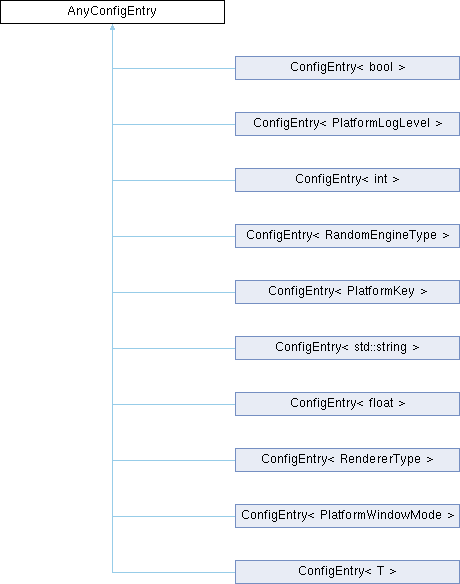 AnyConfigEntry
ConfigEntry< bool >
ConfigEntry< PlatformLogLevel >
ConfigEntry< int >
ConfigEntry< RandomEngineType >
ConfigEntry< PlatformKey >
ConfigEntry< std::string >
ConfigEntry< float >
ConfigEntry< RendererType >
ConfigEntry< PlatformWindowMode >
ConfigEntry< T >